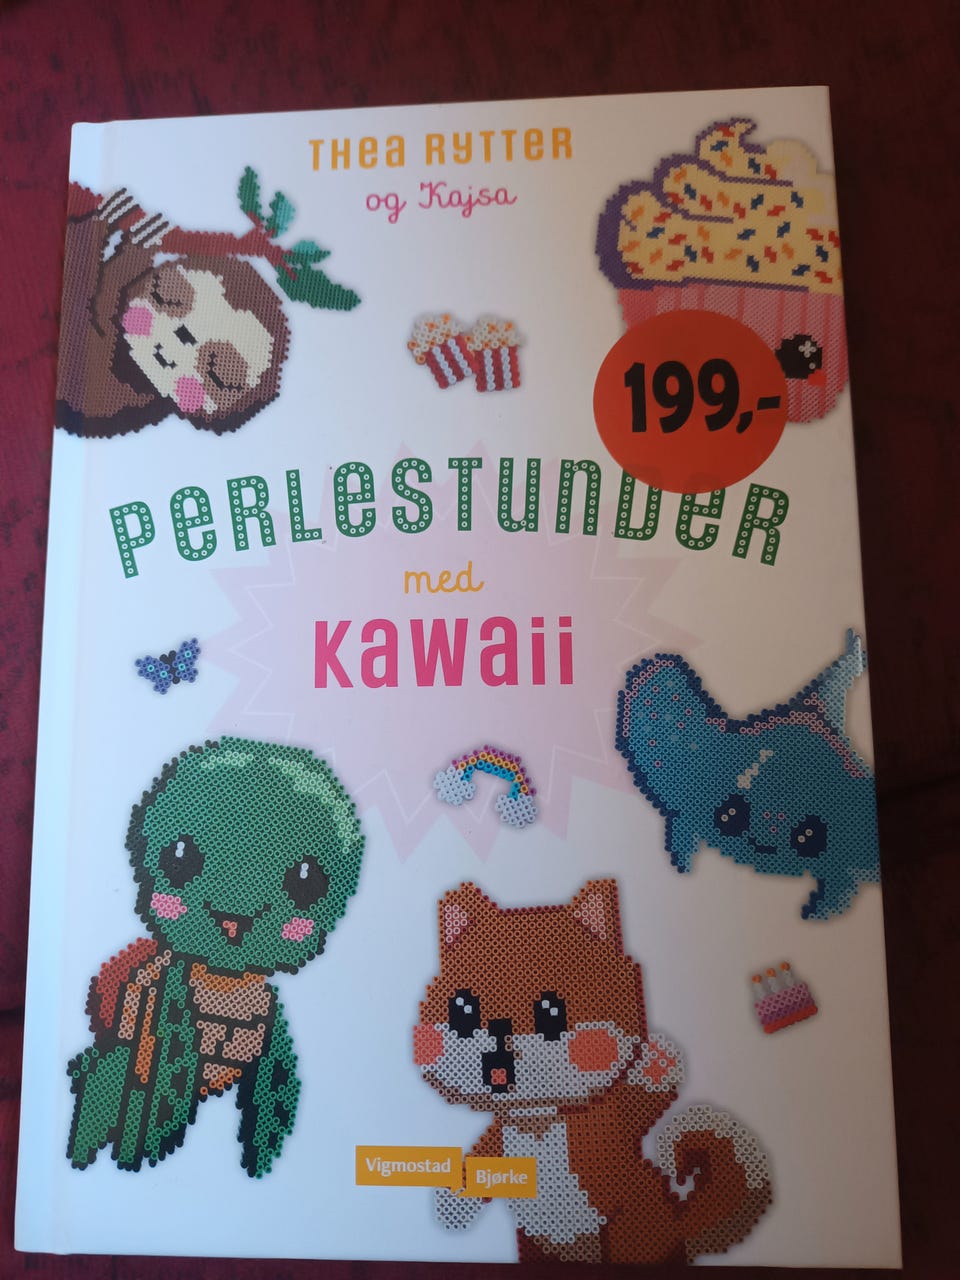 THea RYTTER
og Kajsa
199,-
PeRLeSTUnDeR
med
Kawaii
Vigmostad
Bjørke